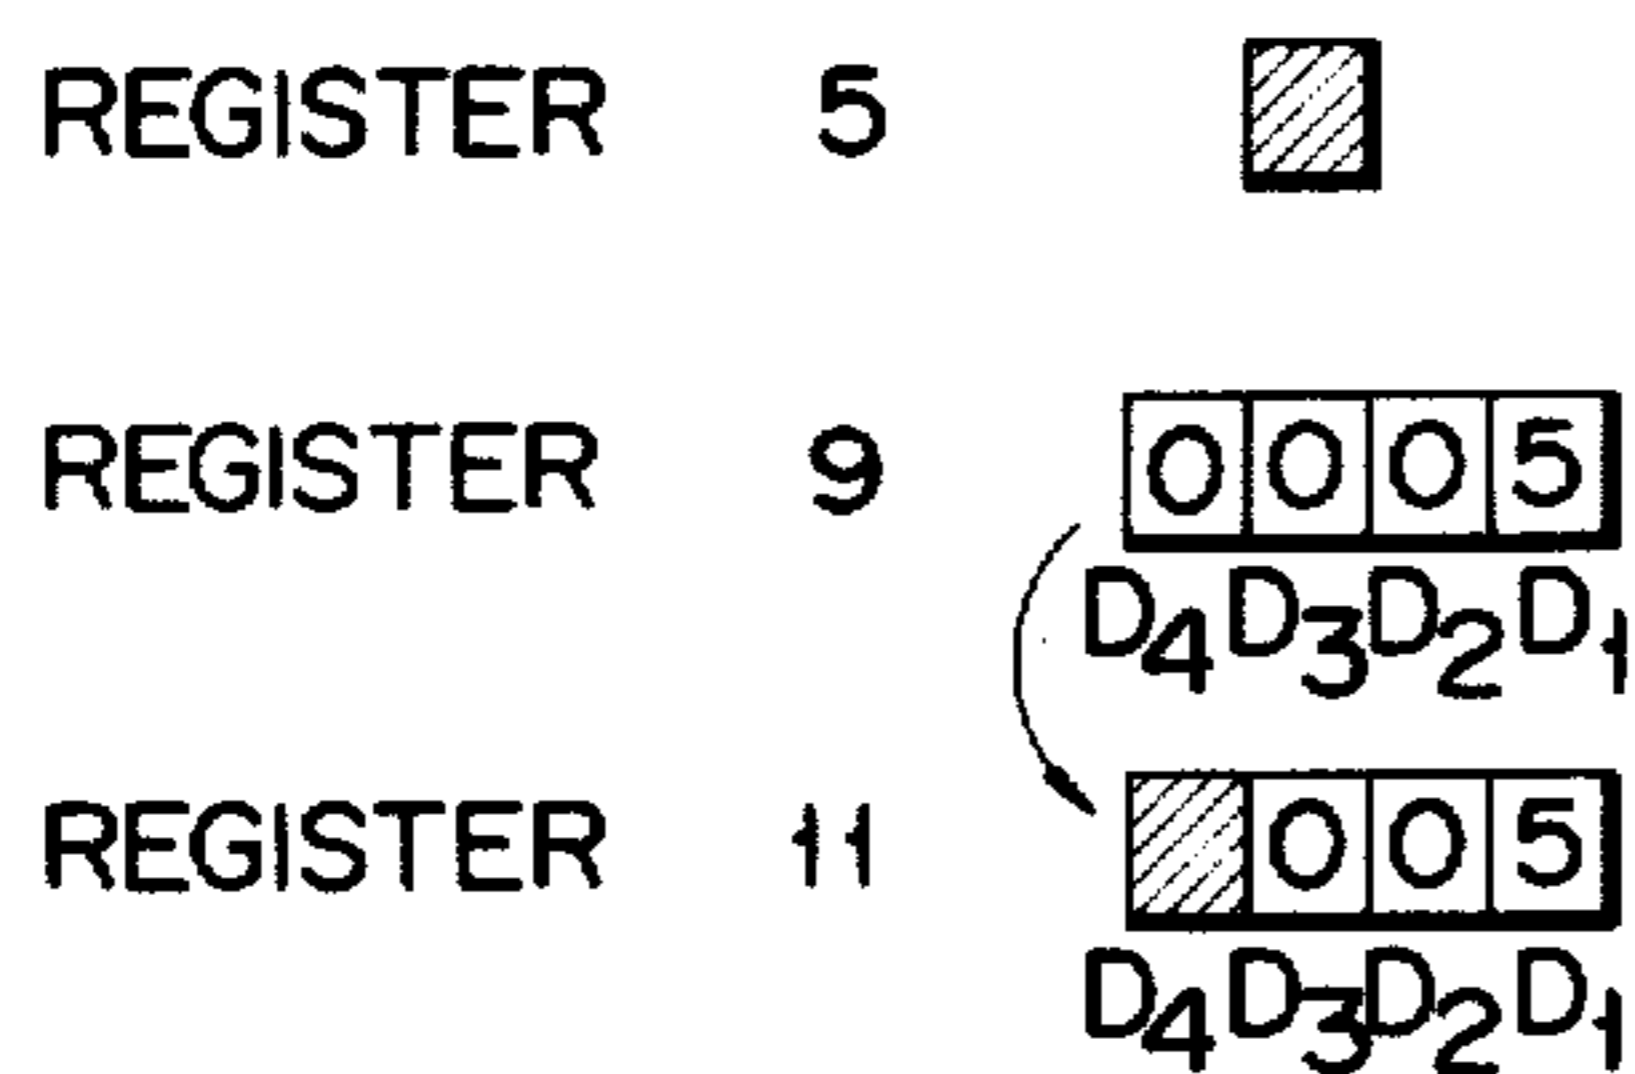 REGISTER 5
REGISTER 9 0 0 0 5
D4 D3 D2 D1
REGISTER 11 0 0 5
D4 D3 D2 D1